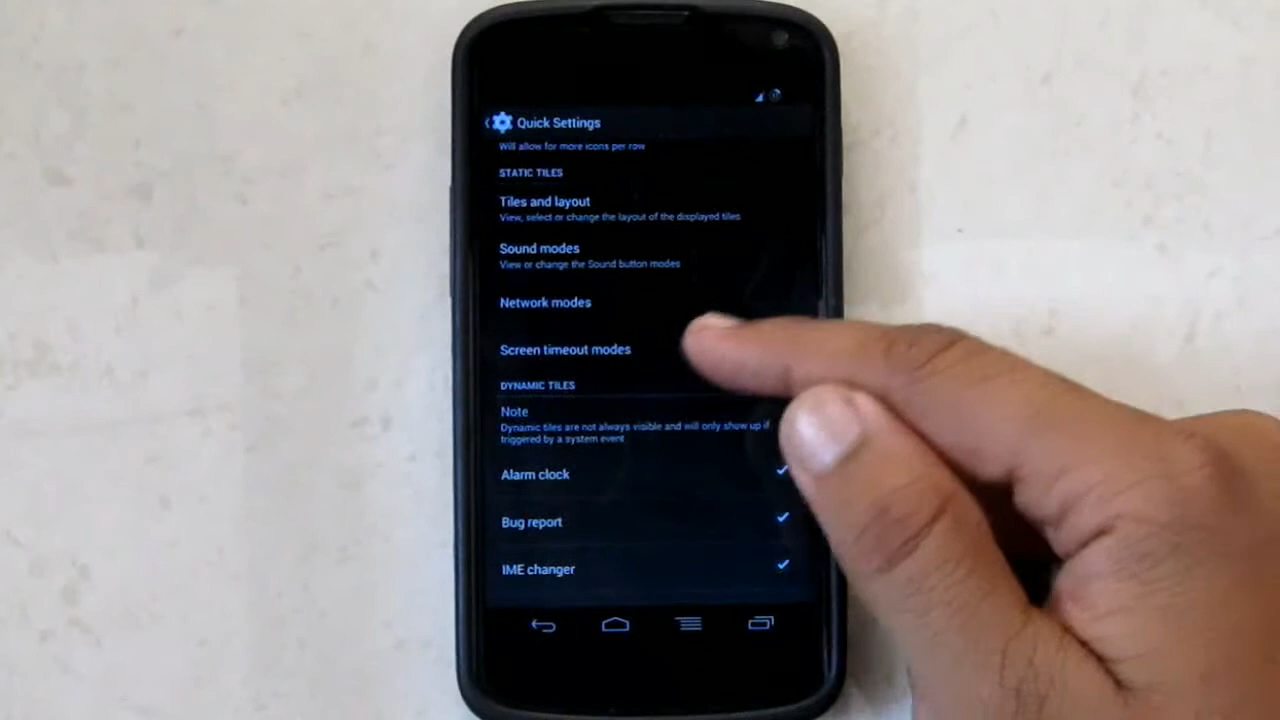 Quick Settings
Will allow for more icons per row
STATIC TILES
Tiles and layout
View, select or change the layout of the displayed tiles
Sound modes
View or change the Sound button modes
Network modes
Screen timeout modes
DYNAMIC TILES
Note
Dynamic tiles are not always visible and will only show up if
triggered by a system event
Alarm clock
Bug report
IME changer